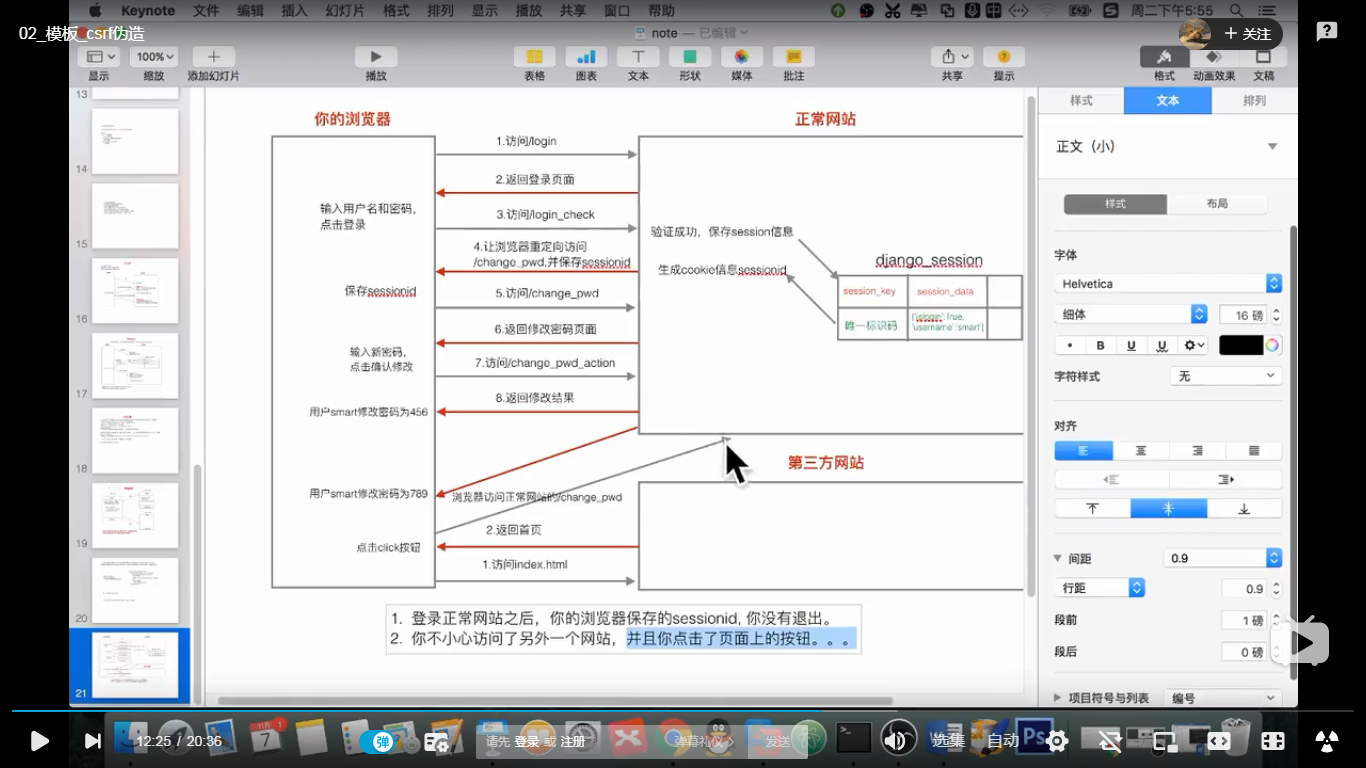 Keynote 文件 编辑 插入 幻灯片 格式 排列 显示 播放 共享 窗口 帮助
周二下午5:55
02_模板_csrf伪造
note — 已编辑
+ 关注
100%
显示 缩放 添加幻灯片 播放 表格 图表 文本 形状 媒体 批注 共享 提示 格式 动画效果 文稿
13
14
15
16
17
18
19
20
21
你的浏览器
正常网站
1.访问/login
2.返回登录页面
输入用户名和密码，
点击登录
3.访问/login_check
4.让浏览器重定向访问
/change_pwd,并保存sessionid
保存sessionid
5.访问/change_pwd
6.返回修改密码页面
输入新密码，
点击确认修改
7.访问/change_pwd_action
8.返回修改结果
用户smart修改密码为456
验证成功，保存session信息
生成cookie信息sessionid
django_session
session_key session_data
唯一标识码
{'islogin': True,
'username':'smart'}
第三方网站
用户smart修改密码为789
浏览器访问正常网站的/change_pwd
2.返回首页
点击click按钮
1.访问index.html
1. 登录正常网站之后，你的浏览器保存的sessionid, 你没有退出。
2. 你不小心访问了另外一个网站，并且你点击了页面上的按钮。。。
样式 文本 排列
正文（小）
样式 布局
字体
Helvetica
细体 16 磅
B U U
字符样式 无
对齐
间距 0.9
行距 0.9
段前 1 磅
段后 0 磅
项目符号与列表 编号
12:25 / 20:36
弹
请先 登录 或 注册
弹幕礼仪
发送
选集
自动
7
Ps